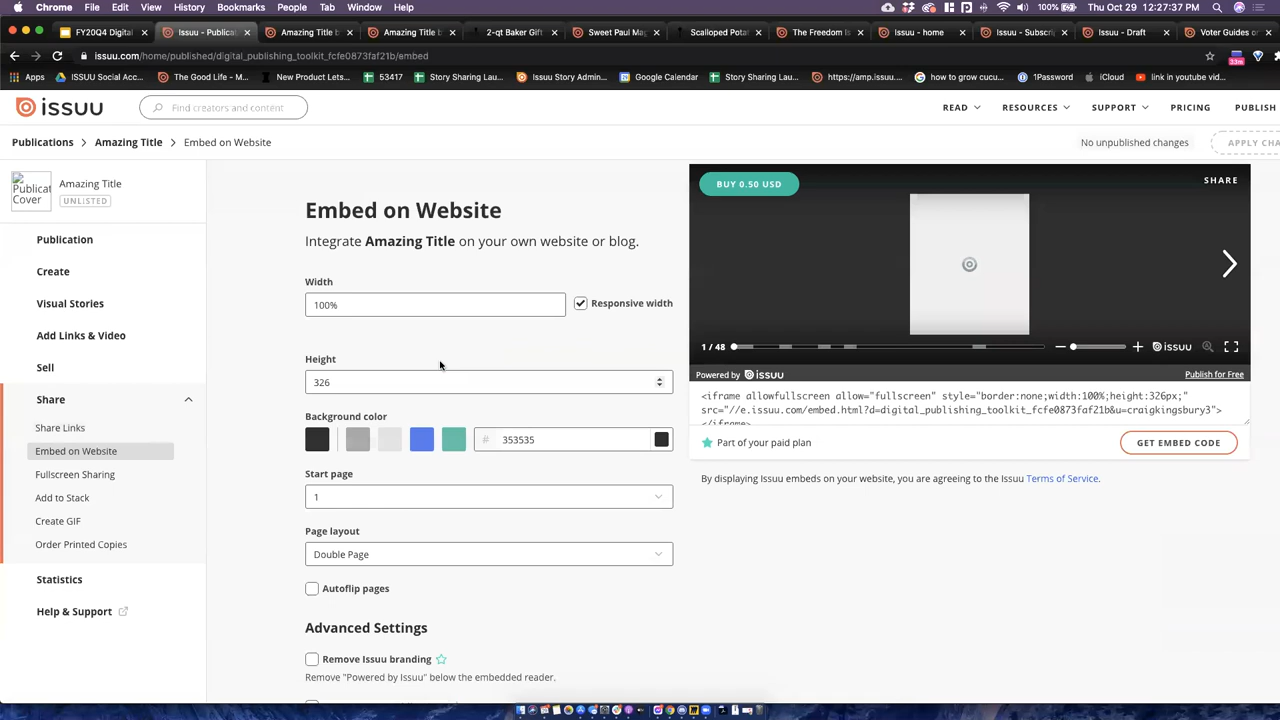 Chrome File Edit View History Bookmarks People Tab Window Help 100% Thu Oct 29 12:27:37 PM
FY20Q4 Digital Issuu - Public Amazing Title b Amazing Title b 2-qt Baker Gift Sweet Paul Mag Scalloped Pota The Freedom Is Issuu - home Issuu - Subscri Issuu - Draft Voter Guides on
issuu.com/home/published/digital_publishing_toolkit_fcfe0873faf21b/embed 33m
Apps ISSUU Social Acc... The Good Life - M... New Product Lets... 53417 Story Sharing Lau... Issuu Story Admin... Google Calendar Story Sharing Lau... https://amp.issuu.... how to grow cucu... 1Password iCloud link in youtube vid...
issuu Find creators and content READ RESOURCES SUPPORT PRICING PUBLISH
Publications > Amazing Title > Embed on Website No unpublished changes APPLY CHA
Publicat
Cover
Amazing Title
UNLISTED
Publication
Create
Visual Stories
Add Links & Video
Sell
Share
Share Links
Embed on Website
Fullscreen Sharing
Add to Stack
Create GIF
Order Printed Copies
Statistics
Help & Support
Embed on Website
Integrate Amazing Title on your own website or blog.
Width
100% Responsive width
Height
326
Background color
# 353535
Start page
1
Page layout
Double Page
Autoflip pages
Advanced Settings
Remove Issuu branding
Remove "Powered by Issuu" below the embedded reader.
BUY 0.50 USD SHARE
1 / 48 issuu
Powered by issuu Publish for Free
<iframe allowfullscreen allow="fullscreen" style="border:none;width:100%;height:326px;"
src="//e.issuu.com/embed.html?d=digital_publishing_toolkit_fcfe0873faf21b&u=craigkingsbury3">
</iframe>
Part of your paid plan GET EMBED CODE
By displaying Issuu embeds on your website, you are agreeing to the Issuu Terms of Service.